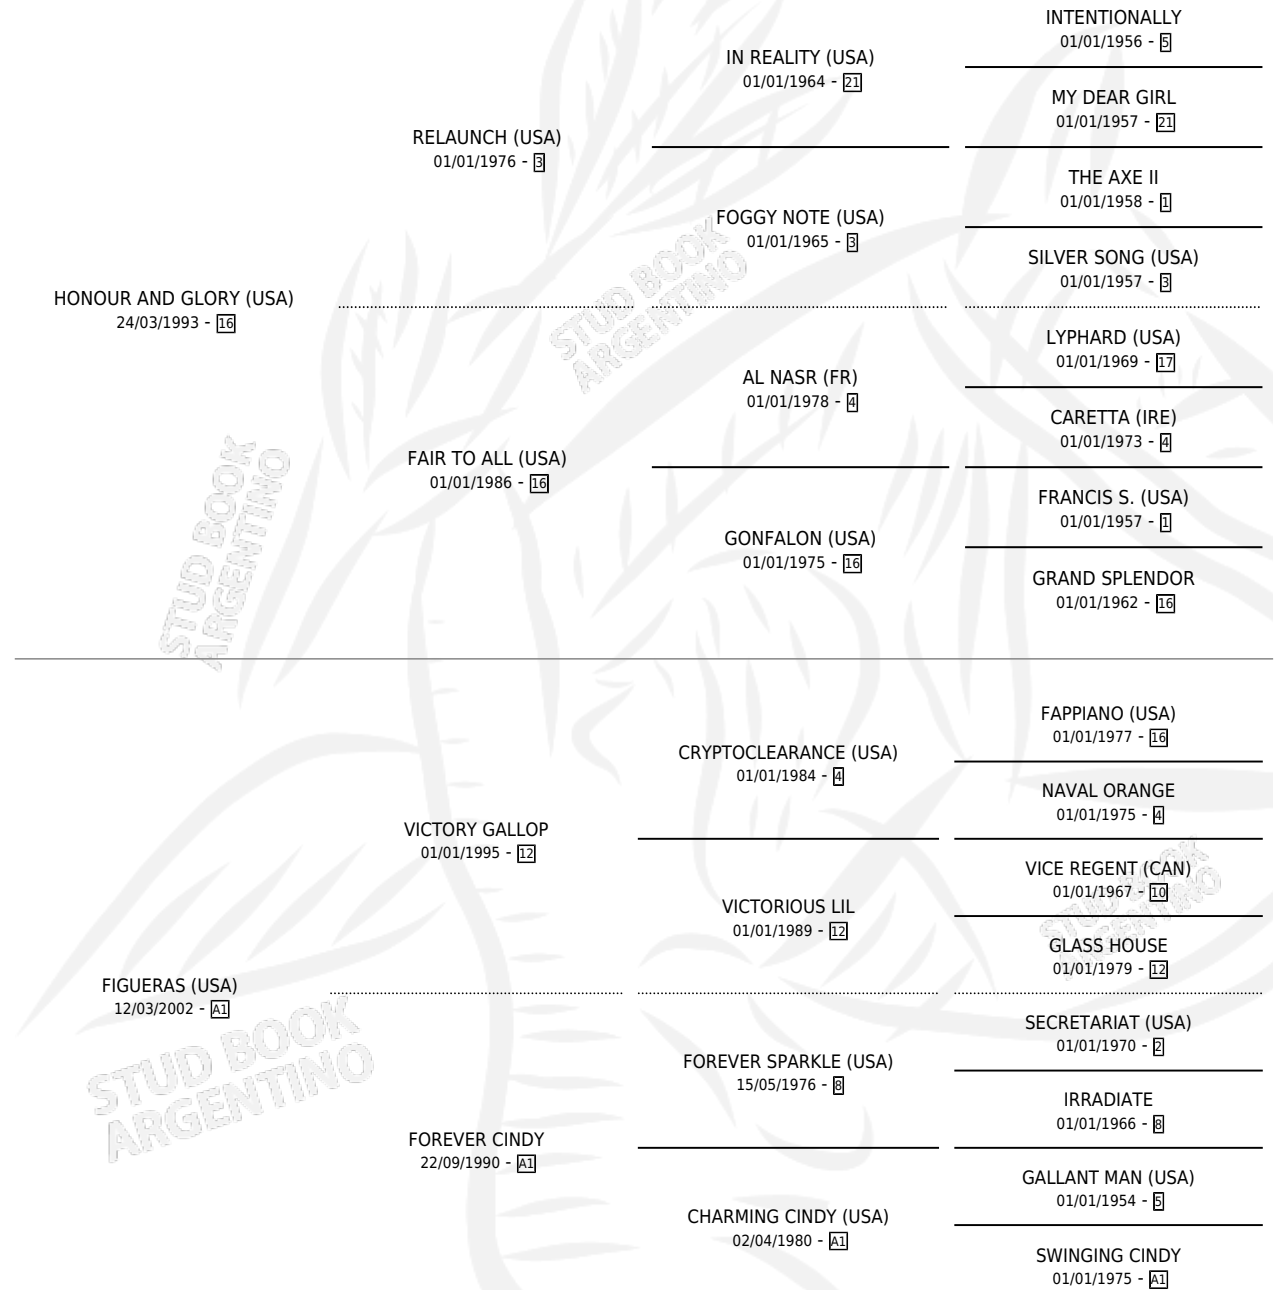 INTENTIONALLY
01/01/1956 - 5
IN REALITY (USA)
01/01/1964 - 21
MY DEAR GIRL
01/01/1957 - 21
RELAUNCH (USA)
01/01/1976 - 3
THE AXE II
01/01/1958 - 1
FOGGY NOTE (USA)
01/01/1965 - 3
SILVER SONG (USA)
01/01/1957 - 3
HONOUR AND GLORY (USA)
24/03/1993 - 16
STUD BOOK
ARGENTINO
LYPHARD (USA)
01/01/1969 - 17
AL NASR (FR)
01/01/1978 - 4
CARETTA (IRE)
01/01/1973 - 4
FAIR TO ALL (USA)
01/01/1986 - 16
FRANCIS S. (USA)
01/01/1957 - 1
GONFALON (USA)
01/01/1975 - 16
GRAND SPLENDOR
01/01/1962 - 16
STUD BOOK
ARGENTINO
FAPPIANO (USA)
01/01/1977 - 16
CRYPTOCLEARANCE (USA)
01/01/1984 - 4
NAVAL ORANGE
01/01/1975 - 4
VICTORY GALLOP
01/01/1995 - 12
VICE REGENT (CAN)
01/01/1967 - 10
STUD BOOK
ARGENTINO
VICTORIOUS LIL
01/01/1989 - 12
GLASS HOUSE
01/01/1979 - 12
FIGUERAS (USA)
12/03/2002 - A1
STUD BOOK
ARGENTINO
SECRETARIAT (USA)
01/01/1970 - 2
FOREVER SPARKLE (USA)
15/05/1976 - 8
IRRADIATE
01/01/1966 - 8
FOREVER CINDY
22/09/1990 - A1
GALLANT MAN (USA)
01/01/1954 - 5
CHARMING CINDY (USA)
02/04/1980 - A1
SWINGING CINDY
01/01/1975 - A1